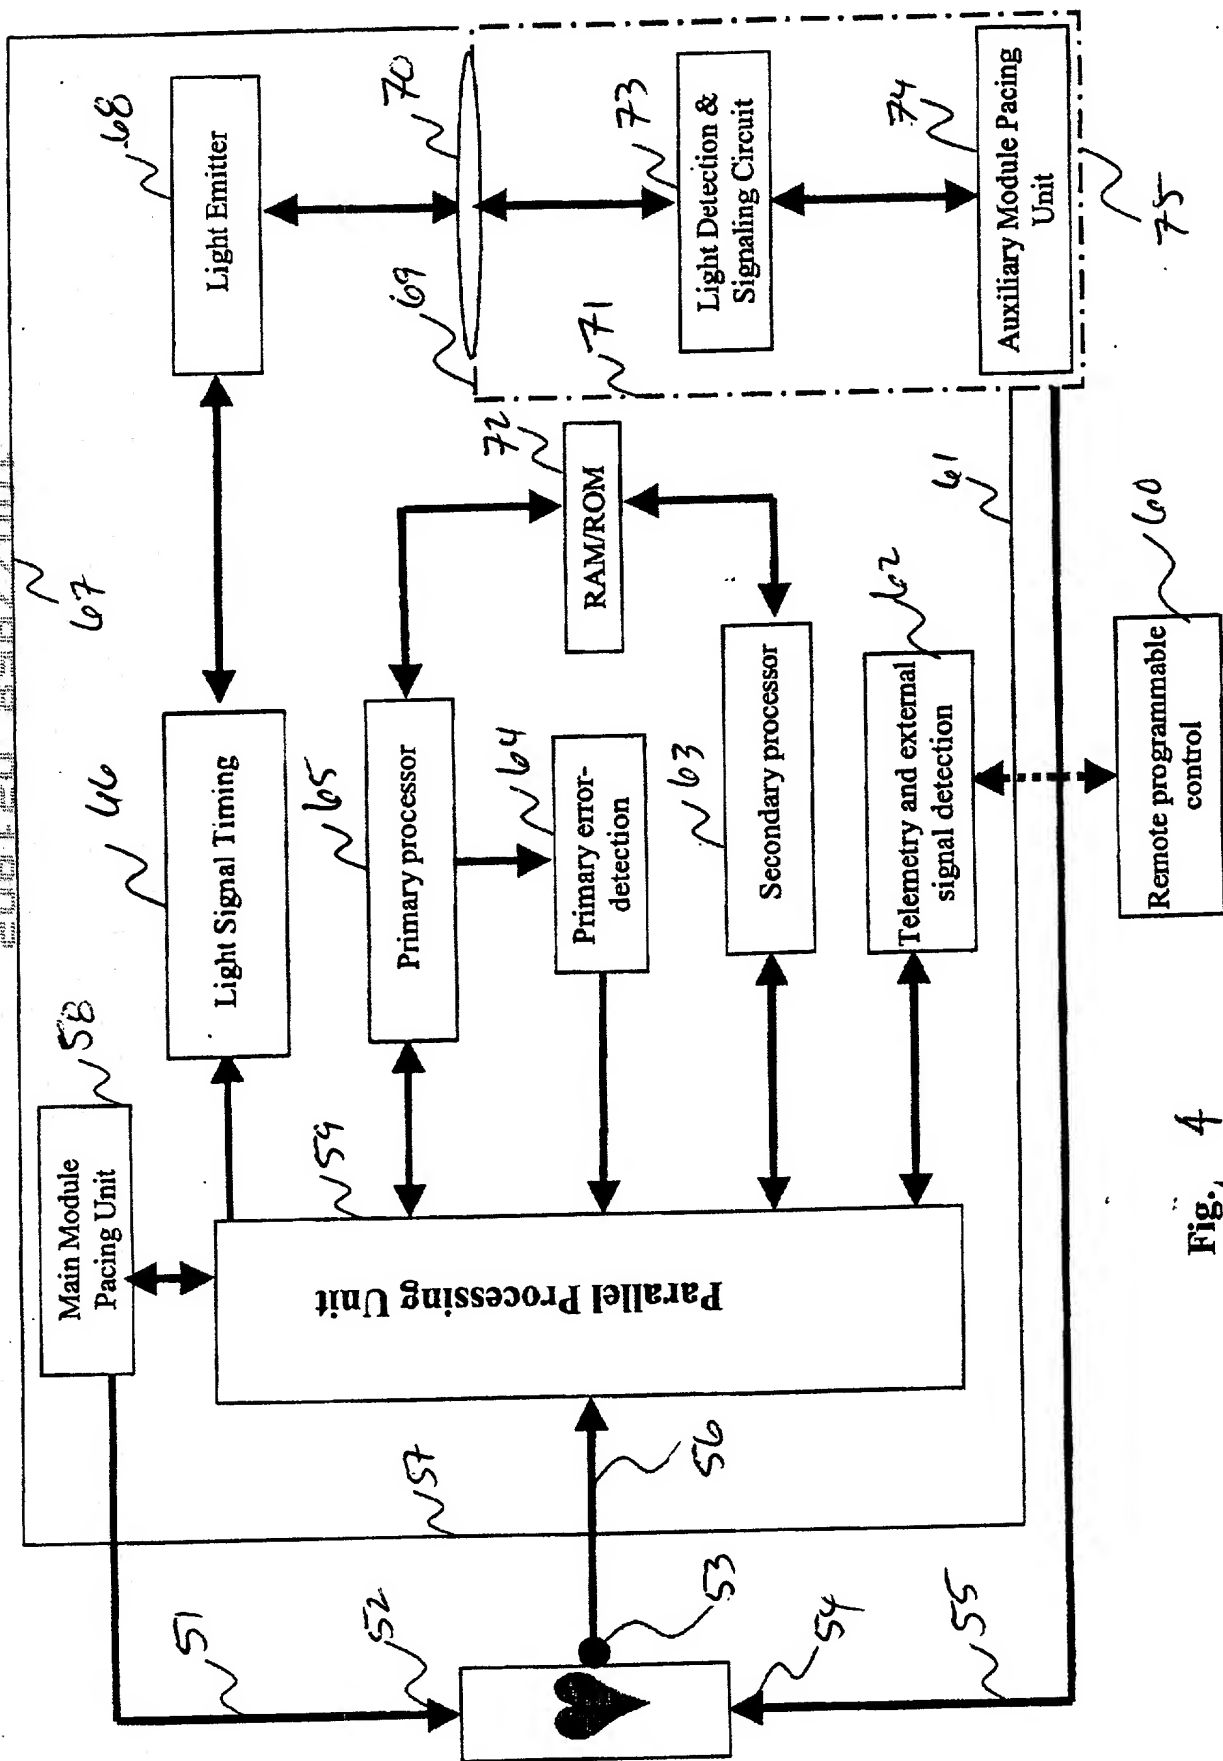 67
Main Module
Pacing Unit
58
46
Light Signal Timing
Light Emitter
68
51
52
53
54
55
56
57
59
Parallel Processing
Unit
65
Primary processor
64
Primary error-
detection
63
Secondary processor
62
Telemetry and external
signal detection
72
RAM/ROM
69
70
71
73
Light Detection &
Signaling Circuit
74
Auxiliary Module Pacing
Unit
75
61
60
Remote programmable
control
Fig. 4